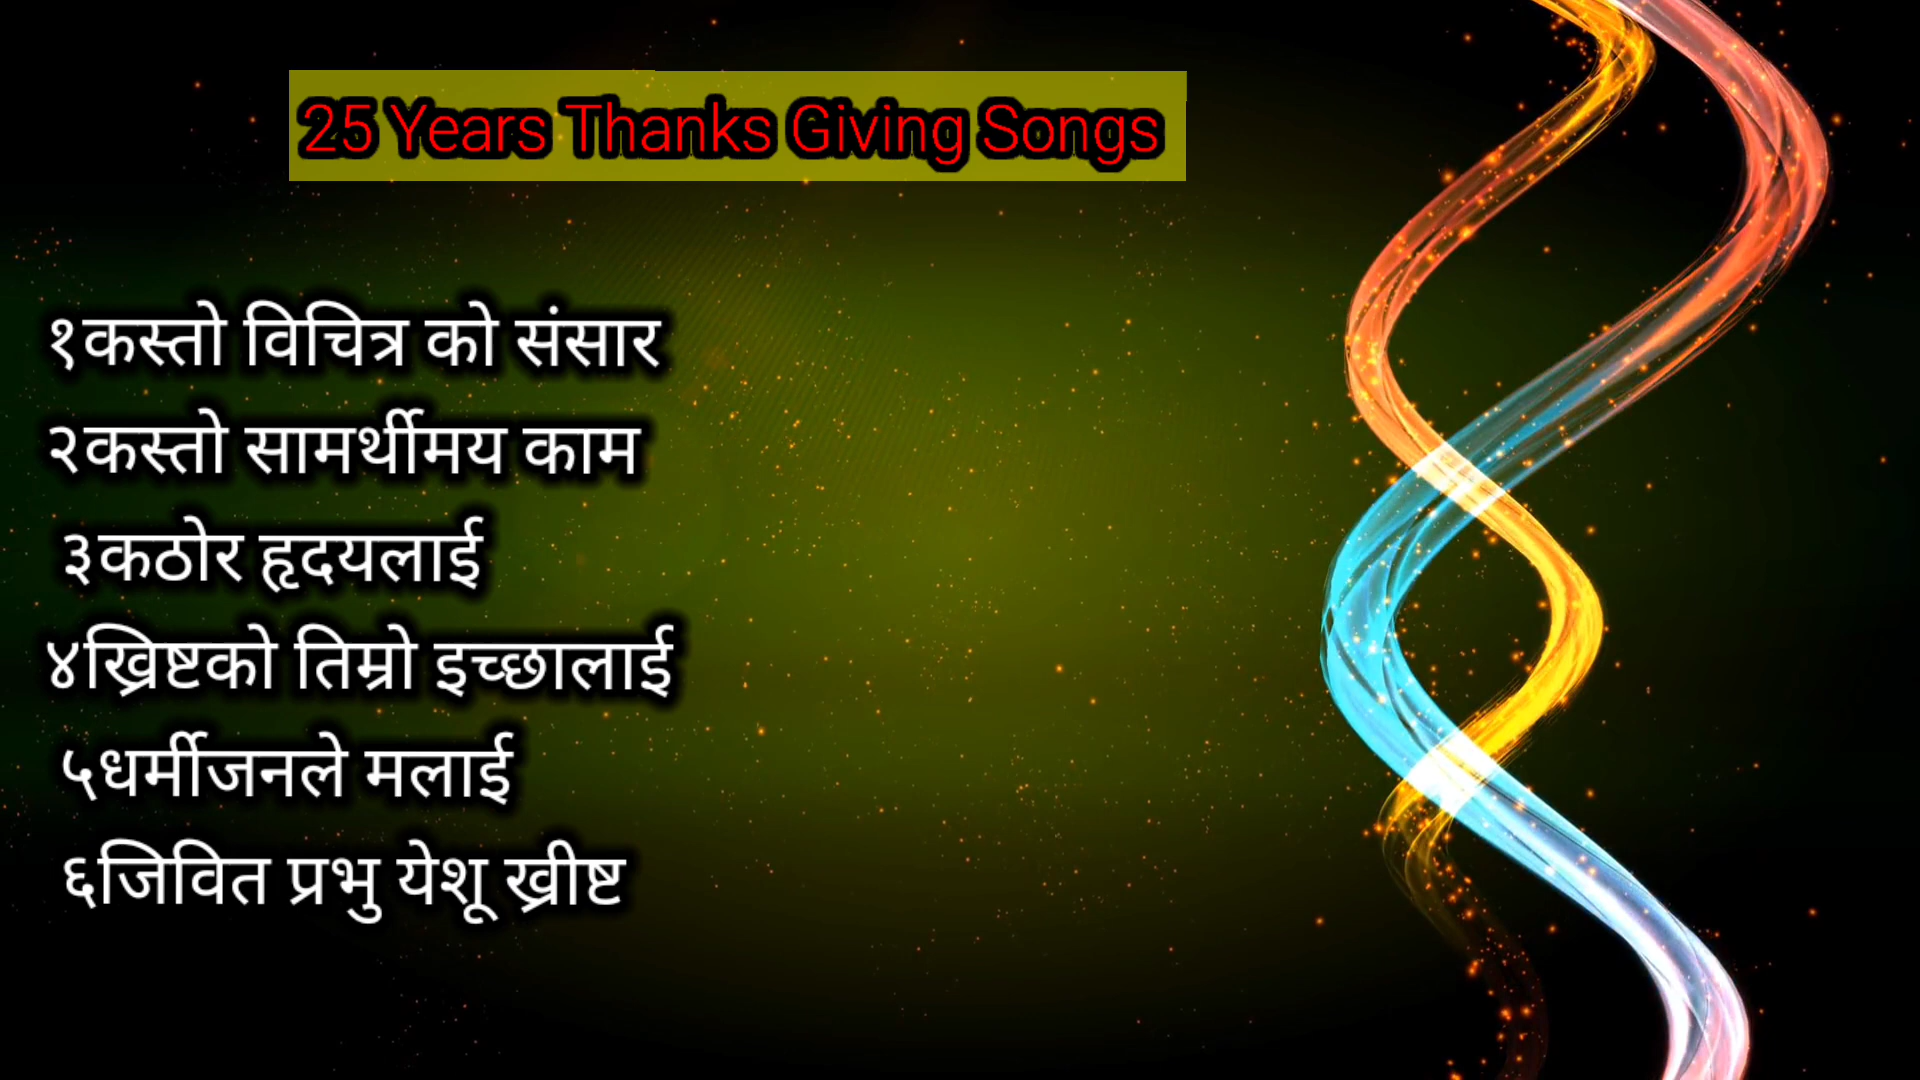 25 Years Thanks Giving Songs
१कस्तो विचित्र को संसार
२कस्तो सामर्थीमय काम
३कठोर हृदयलाई
४ख्रिष्टको तिम्रो इच्छालाई
५धर्मीजनले मलाई
६जिवित प्रभु येशू ख्रीष्ट